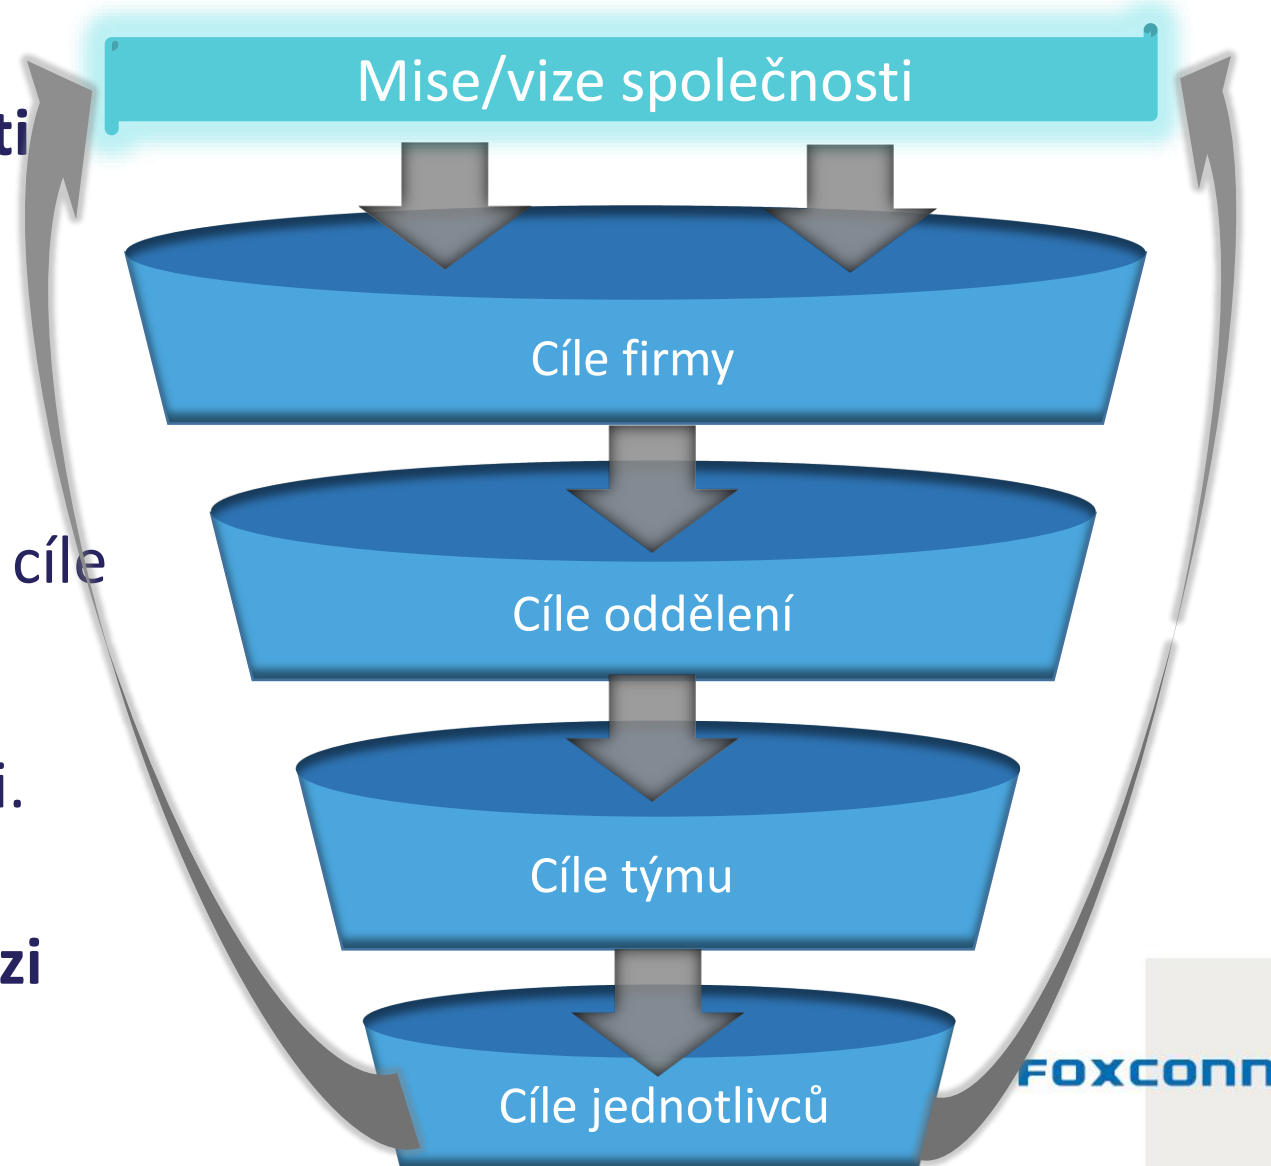 Mise/vize společnosti
ti
Cíle firmy
cíle
Cíle oddělení
i.
Cíle týmu
zi
FOXCONN
Cíle jednotlivců